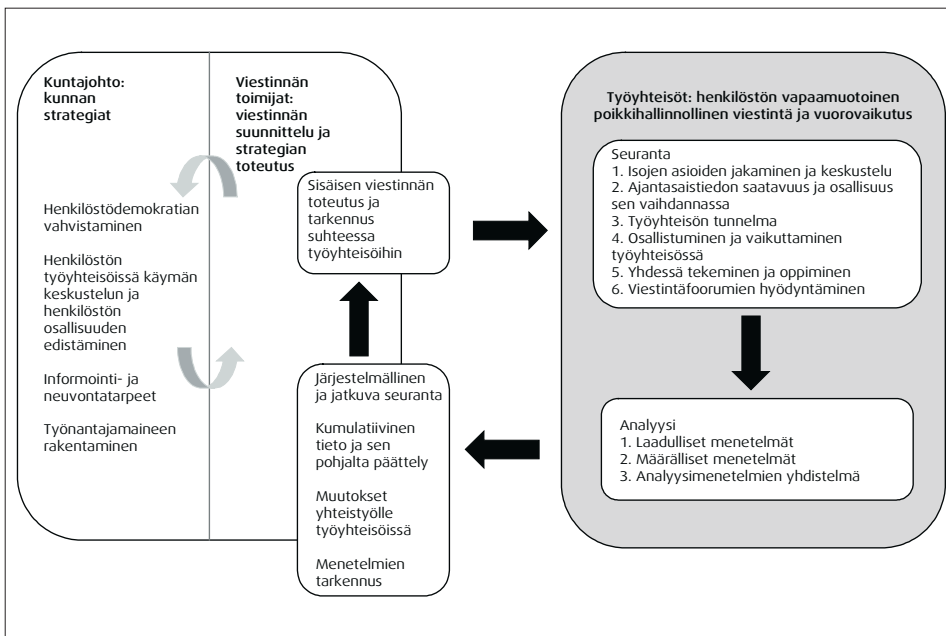 Kuntajohto:
kunnan
strategiat
Henkilöstödemokratian
vahvistaminen
Henkilöstön
työyhteisöissä käymän
keskustelun ja
henkilöstön
osallisuuden
edistäminen
Informointi- ja
neuvontatarpeet
Työnantajamaineen
rakentaminen
Viestinnän
toimijat:
viestinnän
suunnittelu ja
strategian
toteutus
Sisäisen viestinnän
toteutus ja
tarkennus
suhteessa
työyhteisöihin
Järjestelmällinen
ja jatkuva seuranta
Kumulatiivinen
tieto ja sen
pohjalta päättely
Muutokset
yhteistyölle
työyhteisöissä
Menetelmien
tarkennus
Työyhteisöt: henkilöstön vapaamuotoinen
poikkihallinnollinen viestintä ja vuorovaikutus
Seuranta
1. Isojen asioiden jakaminen ja keskustelu
2. Ajantasaistiedon saatavuus ja osallisuus
sen vaihdannassa
3. Työyhteisön tunnelma
4. Osallistuminen ja vaikuttaminen
työyhteisössä
5. Yhdessä tekeminen ja oppiminen
6. Viestintäfoorumien hyödyntäminen
Analyysi
1. Laadulliset menetelmät
2. Määrälliset menetelmät
3. Analyysimenetelmien yhdistelmä